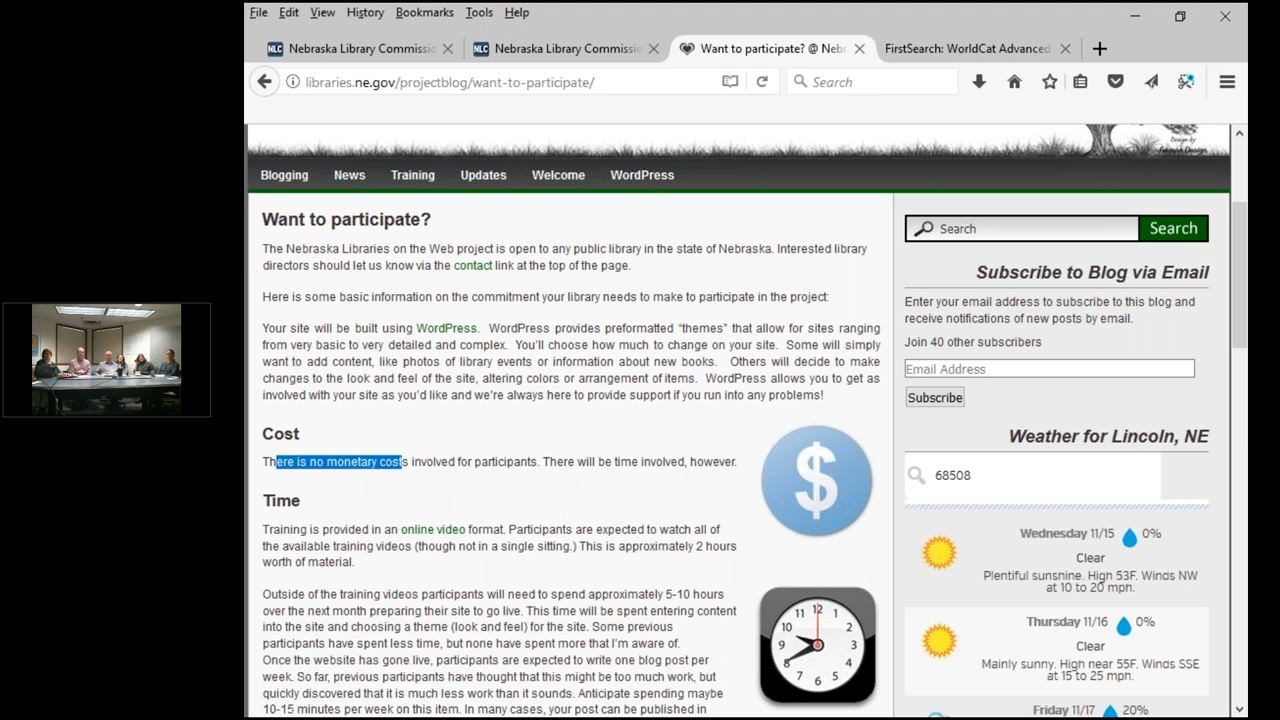 File Edit View History Bookmarks Tools Help
Nebraska Library Commissio
Nebraska Library Commissio
Want to participate? @ Neb
FirstSearch: WorldCat Advanced
libraries.ne.gov/projectblog/want-to-participate/
Search
Design by
Blogging News Training Updates Welcome WordPress
Want to participate?
The Nebraska Libraries on the Web project is open to any public library in the state of Nebraska. Interested library
directors should let us know via the contact link at the top of the page.
Here is some basic information on the commitment your library needs to make to participate in the project:
Your site will be built using WordPress. WordPress provides preformatted “themes” that allow for sites ranging
from very basic to very detailed and complex. You’ll choose how much to change on your site. Some will simply
want to add content, like photos of library events or information about new books. Others will decide to make
changes to the look and feel of the site, altering colors or arrangement of items. WordPress allows you to get as
involved with your site as you’d like and we’re always here to provide support if you run into any problems!
Cost
There is no monetary costs involved for participants. There will be time involved, however.
$
Time
Training is provided in an online video format. Participants are expected to watch all of
the available training videos (though not in a single sitting.) This is approximately 2 hours
worth of material.
Outside of the training videos participants will need to spend approximately 5-10 hours
over the next month preparing their site to go live. This time will be spent entering content
into the site and choosing a theme (look and feel) for the site. Some previous
participants have spent less time, but none have spent more that I’m aware of.
Once the website has gone live, participants are expected to write one blog post per
week. So far, previous participants have thought that this might be too much work, but
quickly discovered that it is much less work than it sounds. Anticipate spending maybe
10-15 minutes per week on this item. In many cases, your post can be published in
12 1 2 3 4 5 6 7 8 9 10 11
Search
Search
Subscribe to Blog via Email
Enter your email address to subscribe to this blog and
receive notifications of new posts by email.
Join 40 other subscribers
Email Address
Subscribe
Weather for Lincoln, NE
68508
Wednesday 11/15 0%
Clear
Plentiful sunshine. High 53F. Winds NW
at 10 to 20 mph.
Thursday 11/16 0%
Clear
Mainly sunny. High near 55F. Winds SSE
at 15 to 25 mph.
Friday 11/17 20%